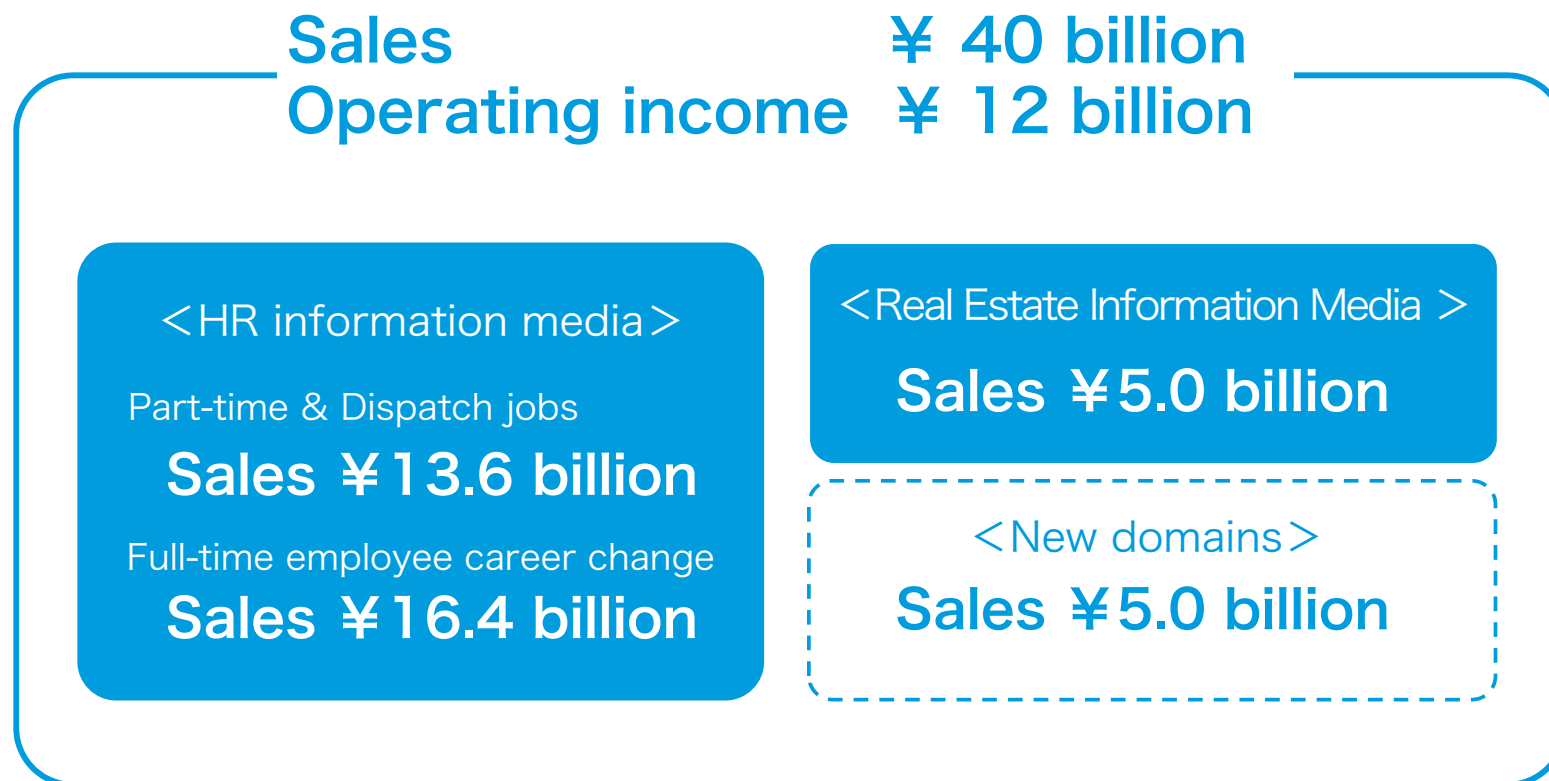 Sales ¥ 40 billion
Operating income ¥ 12 billion
＜HR information media＞
Part-time & Dispatch jobs
Sales ¥13.6 billion
Full-time employee career change
Sales ¥16.4 billion
＜Real Estate Information Media ＞
Sales ¥5.0 billion
＜New domains＞
Sales ¥5.0 billion